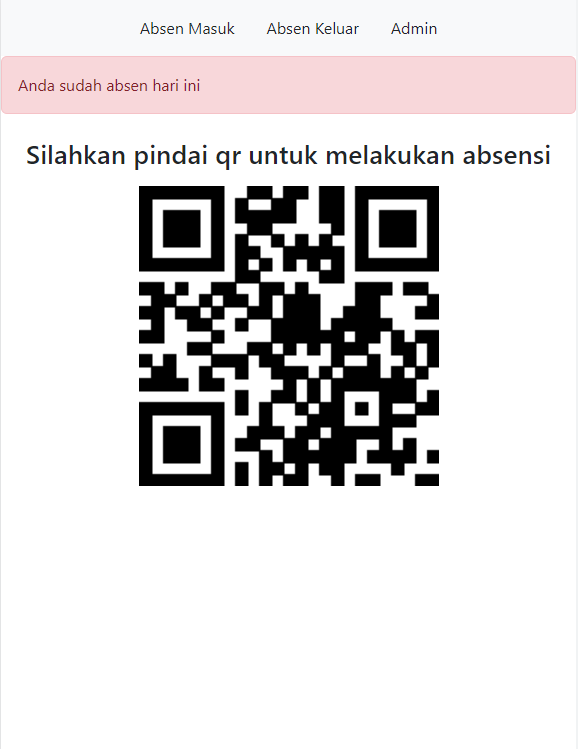 Absen Masuk Absen Keluar Admin
Anda sudah absen hari ini
Silahkan pindai qr untuk melakukan absensi